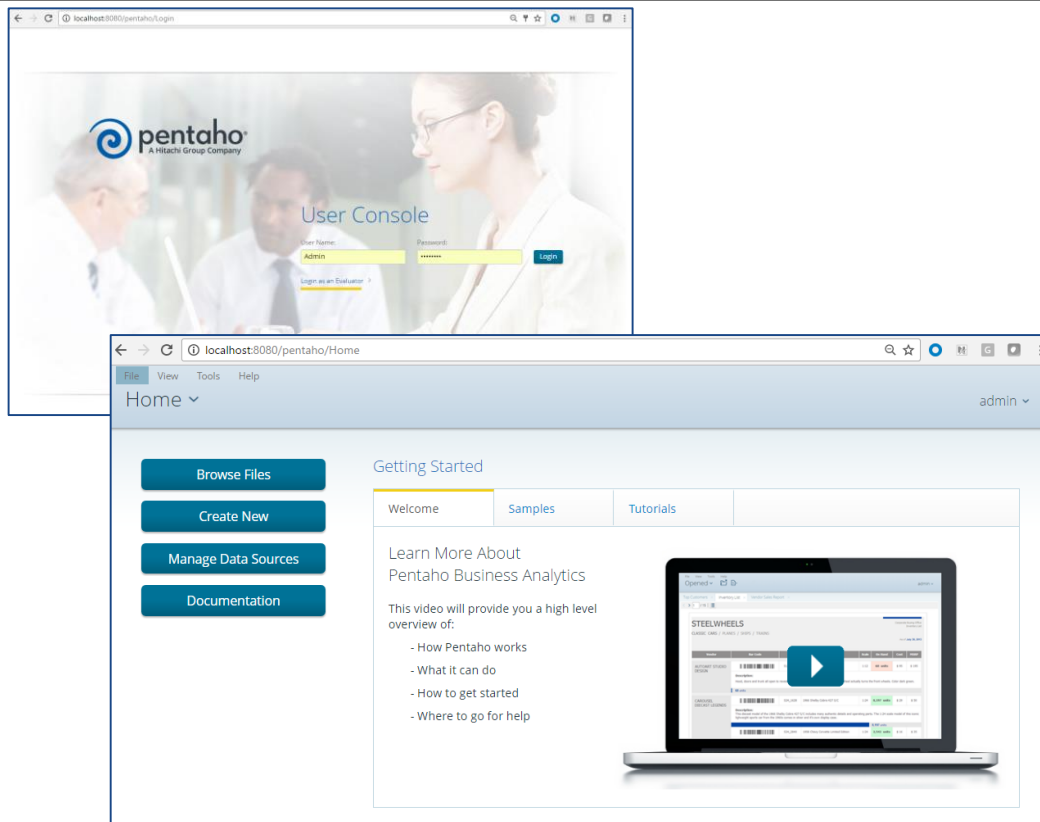 localhost:8080/pentaho/Login
pentaho
A Hitachi Group Company
User Console
User Name:
Password:
Admin
••••••••
Login
Login as an Evaluator
localhost:8080/pentaho/Home
File View Tools Help
Home
admin
Browse Files
Create New
Manage Data Sources
Documentation
Getting Started
Welcome
Samples
Tutorials
Learn More About
Pentaho Business Analytics
This video will provide you a high level
overview of:
- How Pentaho works
- What it can do
- How to get started
- Where to go for help
Opened
STEELWHEELS